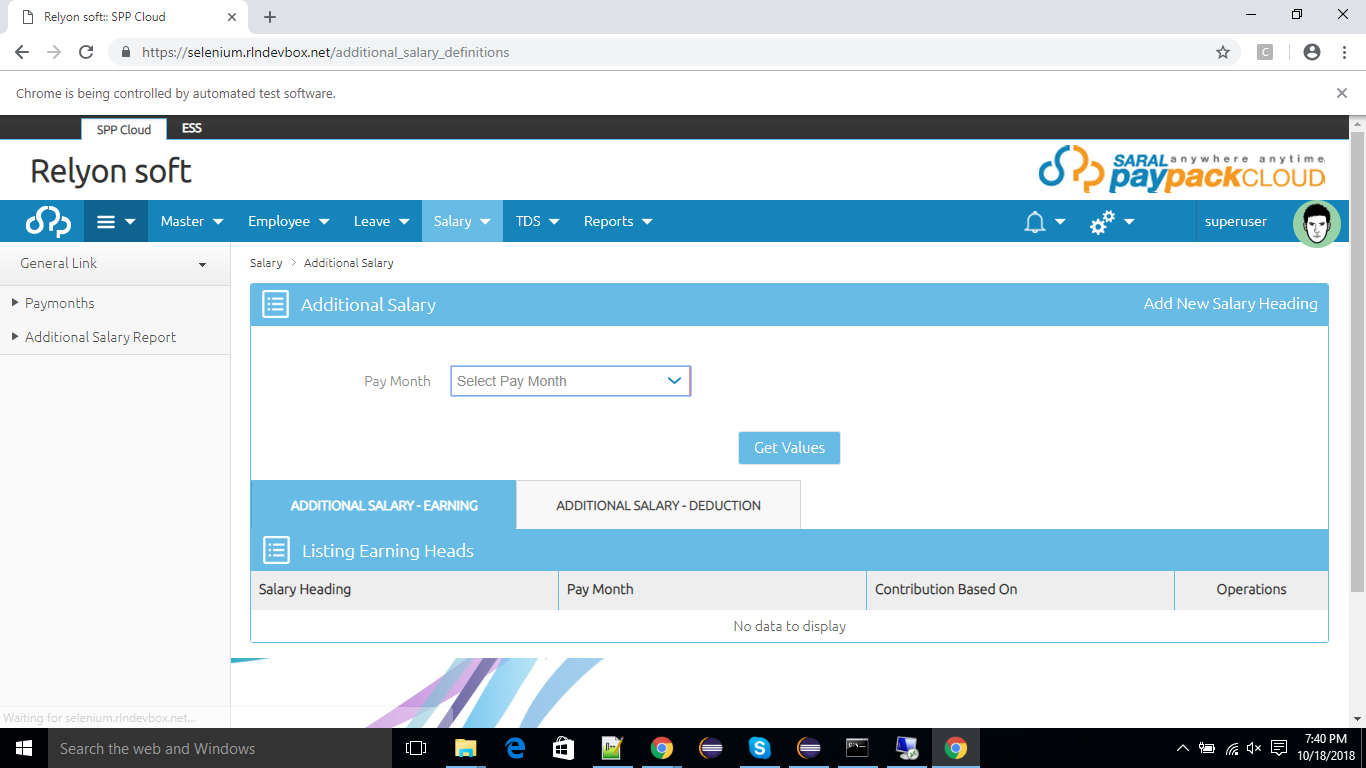 Relyon soft:: SPP Cloud
https://selenium.rlndevbox.net/additional_salary_definitions
C
Chrome is being controlled by automated test software.
SPP Cloud ESS
Relyon soft
SARAL anywhere anytime
paypackCLOUD
Master Employee Leave Salary TDS Reports superuser
General Link
Salary > Additional Salary
Additional Salary Add New Salary Heading
Paymonths
Additional Salary Report
Pay Month Select Pay Month
Get Values
ADDITIONAL SALARY - EARNING ADDITIONAL SALARY - DEDUCTION
Listing Earning Heads
Salary Heading Pay Month Contribution Based On Operations
No data to display
Waiting for selenium.rlndevbox.net...
Search the web and Windows
7:40 PM
10/18/2018